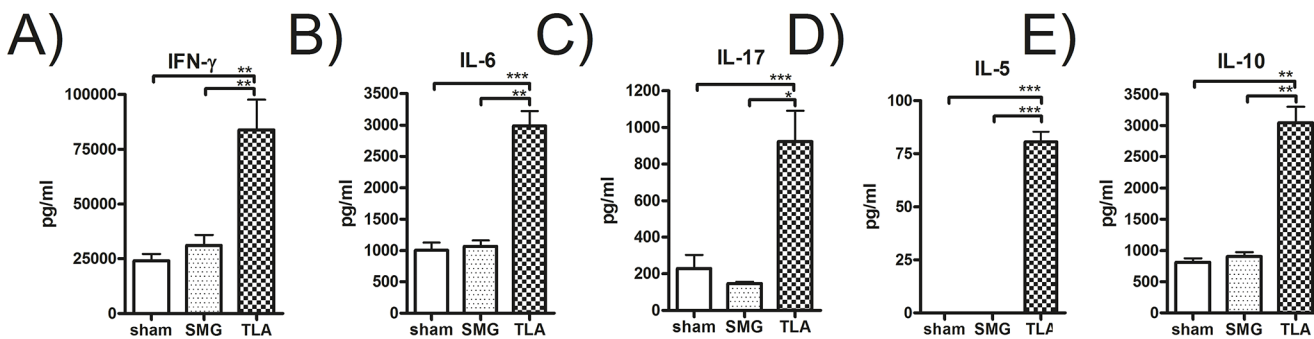 A)
IFN-γ
**
**
100000
75000
50000
25000
0
pg/ml
sham SMG TLA
B)
IL-6
***
**
3500
3000
2500
2000
1500
1000
500
0
pg/ml
sham SMG TLA
C)
IL-17
***
*
1200
1000
800
600
400
200
0
pg/ml
sham SMG TLA
D)
IL-5
***
***
100
75
50
25
0
pg/ml
sham SMG TLA
E)
IL-10
**
**
3500
3000
2500
2000
1500
1000
500
0
pg/ml
sham SMG TLA